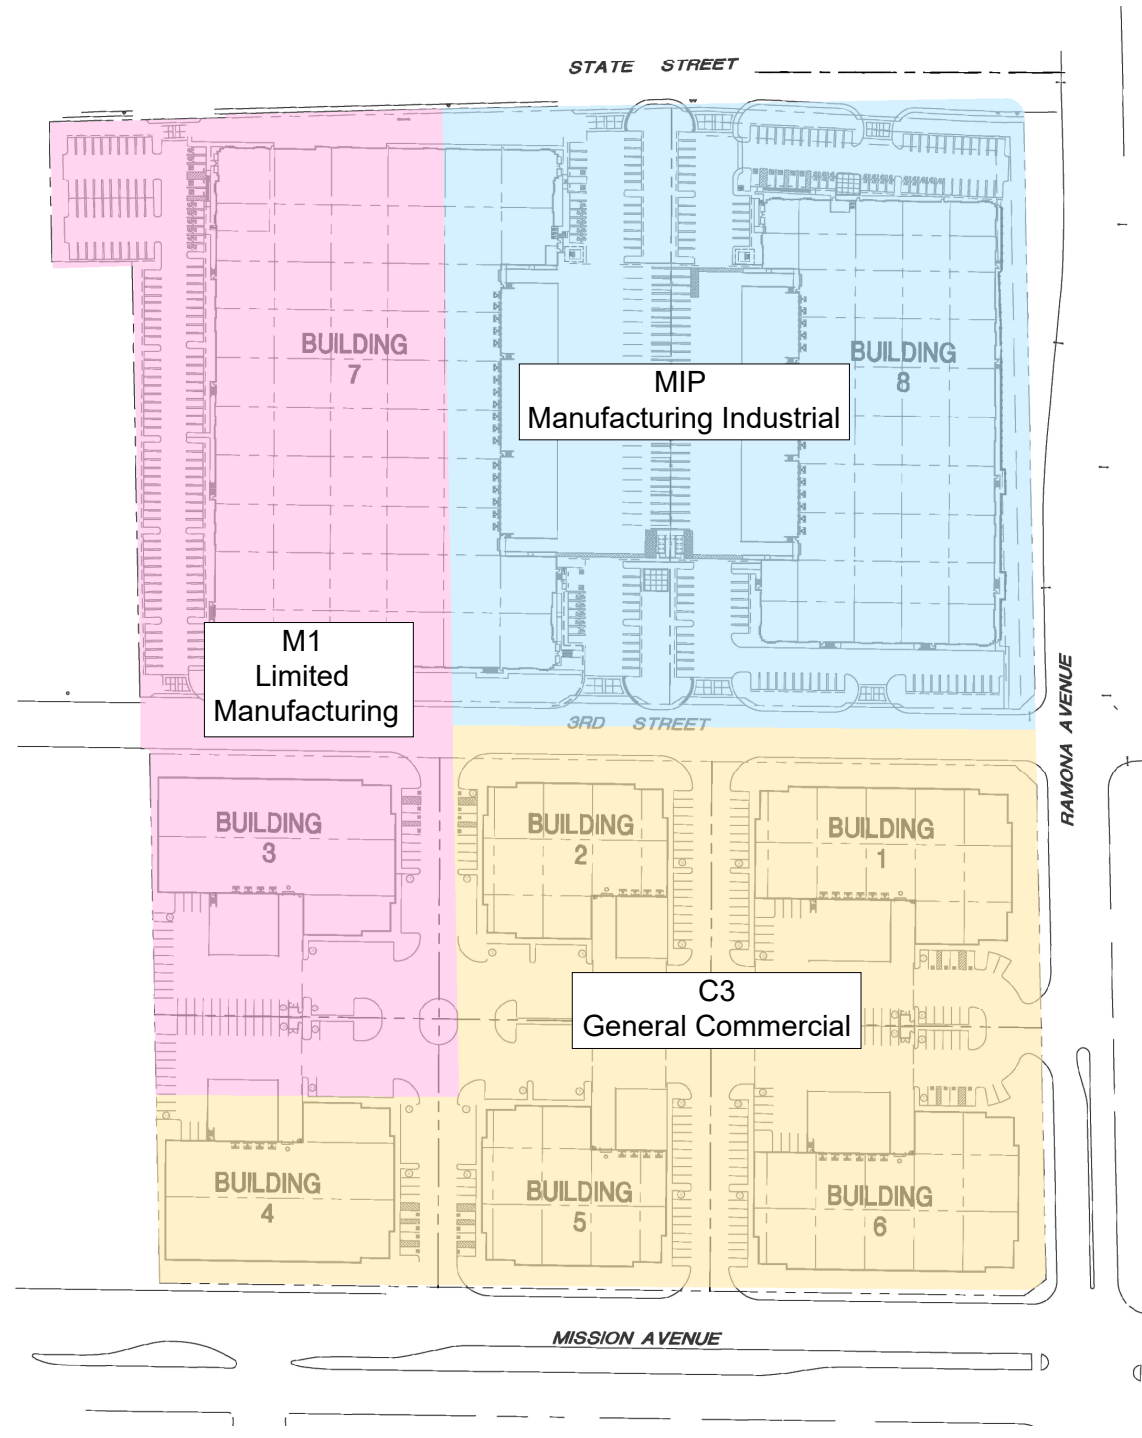 STATE STREET
BUILDING
7
BUILDING
8
MIP
Manufacturing Industrial
M1
Limited
Manufacturing
3RD STREET
RAMONA AVENUE
BUILDING
3
BUILDING
2
BUILDING
1
C3
General Commercial
BUILDING
4
BUILDING
5
BUILDING
6
MISSION AVENUE